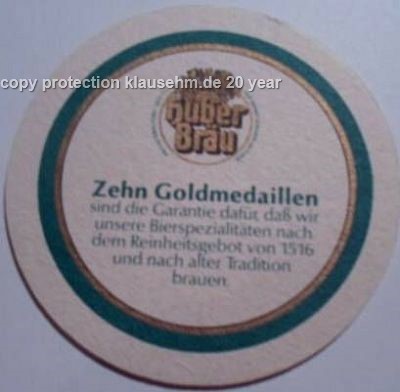 copy protection klausehm.de 20 year
Huber
Bräu
Zehn Goldmedaillen
sind die Garantie dafür, daß wir
unsere Bierspezialitäten nach
dem Reinheitsgebot von 1516
und nach alter Tradition
brauen.